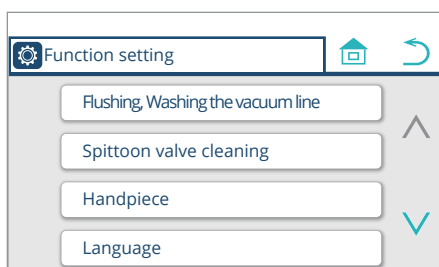 Function setting
Flushing, Washing the vacuum line
Spittoon valve cleaning
Handpiece
Language